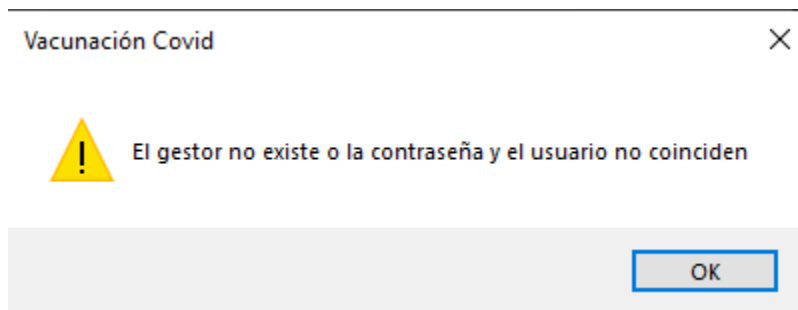 Vacunación Covid
El gestor no existe o la contraseña y el usuario no coinciden
OK